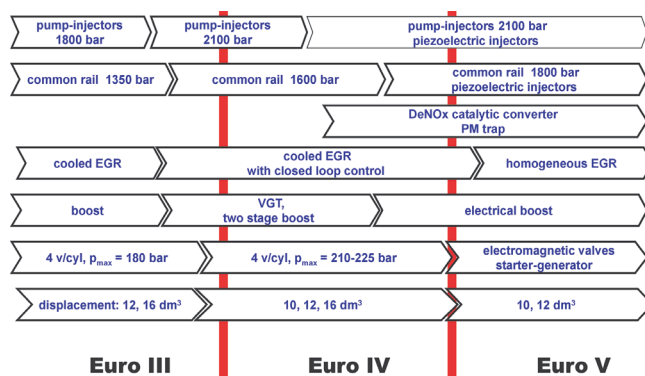 pump-injectors
1800 bar
pump-injectors
2100 bar
pump-injectors 2100 bar
piezoelectric injectors
common rail 1350 bar
common rail 1600 bar
common rail 1800 bar
piezoelectric injectors
DeNOx catalytic converter
PM trap
cooled EGR
cooled EGR
with closed loop control
homogeneous EGR
boost
VGT,
two stage boost
electrical boost
4 v/cyl, pmax = 180 bar
4 v/cyl, pmax = 210-225 bar
electromagnetic valves
starter-generator
displacement: 12, 16 dm³
10, 12, 16 dm³
10, 12 dm³
Euro III
Euro IV
Euro V